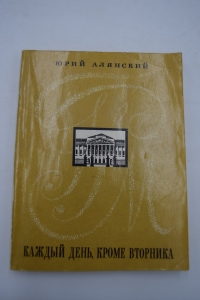 ЮРИЙ АЛЯНСКИЙ
КАЖДЫЙ ДЕНЬ, КРОМЕ ВТОРНИКА